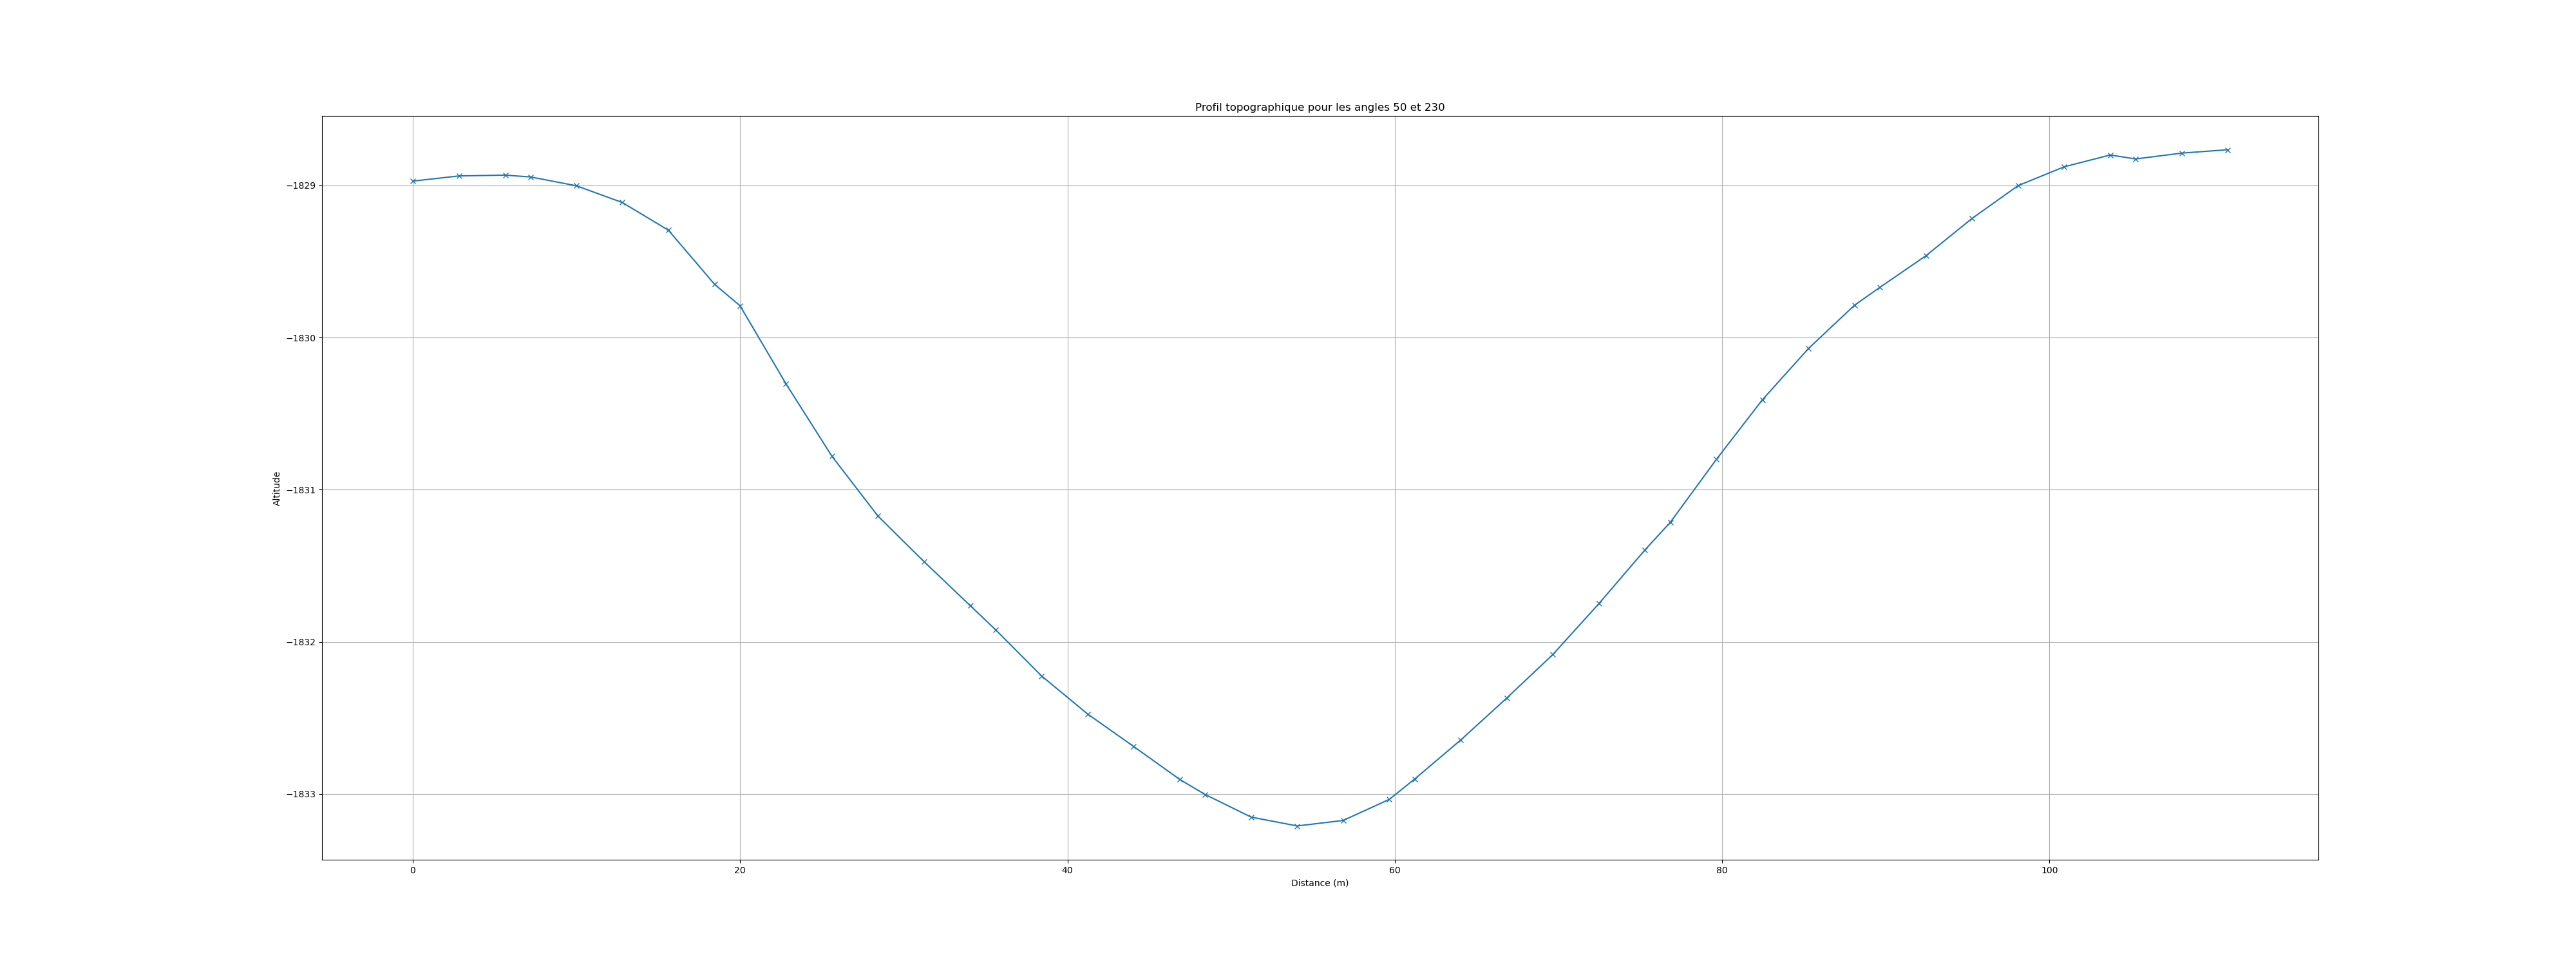 Profil topographique pour les angles 50 et 230
−1829
−1830
−1831
−1832
−1833
Altitude
0 20 40 60 80 100
Distance (m)